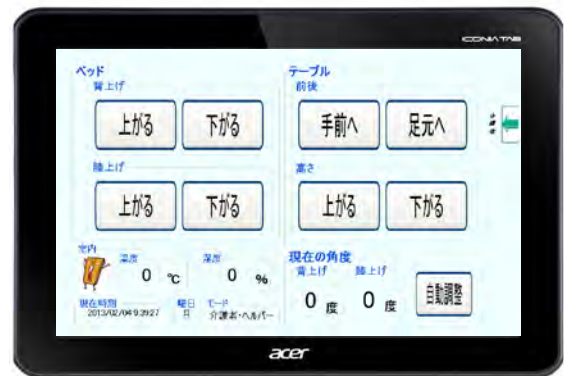 ICONIA TAB
ベッド
背上げ
上がる
下がる
膝上げ
上がる
下がる
テーブル
前後
手前へ
足元へ
高さ
上がる
下がる
室内
温度
0 ℃
湿度
0 %
現在時刻
2013/02/04 9:39:27
曜日
月
モード
介護者・ヘルパー
現在の角度
背上げ
0 度
膝上げ
0 度
自動調整
acer